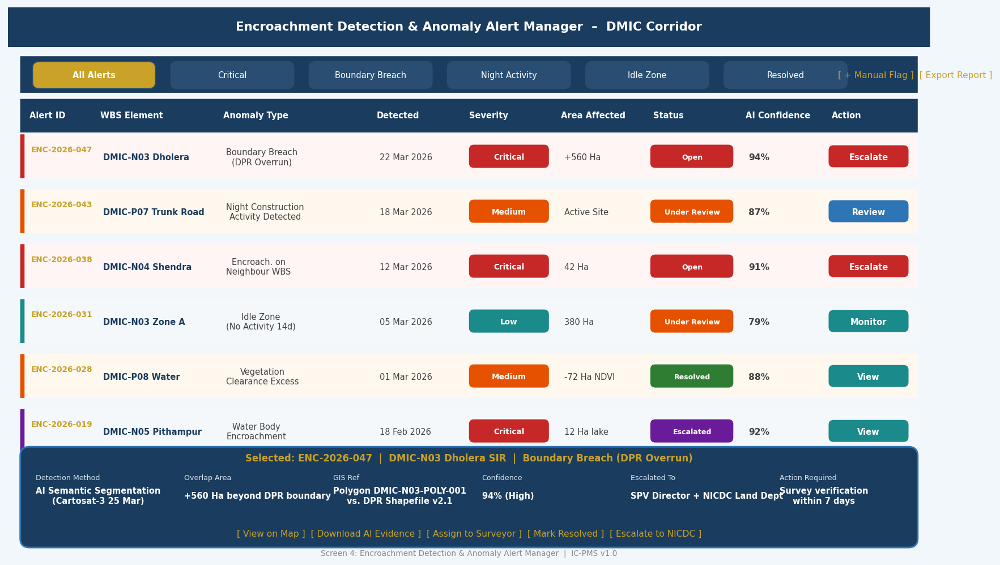 Encroachment Detection & Anomaly Alert Manager – DMIC Corridor
All Alerts Critical Boundary Breach Night Activity Idle Zone Resolved [ + Manual Flag ] [ Export Report ]
Alert ID WBS Element Anomaly Type Detected Severity Area Affected Status AI Confidence Action
ENC-2026-047 DMIC-N03 Dholera Boundary Breach 22 Mar 2026 Critical +560 Ha Open 94% Escalate
(DPR Overrun)
ENC-2026-043 DMIC-P07 Trunk Road Night Construction 18 Mar 2026 Medium Active Site Under Review 87% Review
Activity Detected
ENC-2026-038 DMIC-N04 Shendra Encroach. on 12 Mar 2026 Critical 42 Ha Open 91% Escalate
Neighbour WBS
ENC-2026-031 DMIC-N03 Zone A Idle Zone 05 Mar 2026 Low 380 Ha Under Review 79% Monitor
(No Activity 14d)
ENC-2026-028 DMIC-P08 Water Vegetation 01 Mar 2026 Medium -72 Ha NDVI Resolved 88% View
Clearance Excess
ENC-2026-019 DMIC-N05 Pithampur Water Body 18 Feb 2026 Critical 12 Ha lake Escalated 92% View
Encroachment
Selected: ENC-2026-047 | DMIC-N03 Dholera SIR | Boundary Breach (DPR Overrun)
Detection Method Overlap Area GIS Ref Confidence Escalated To Action Required
AI Semantic Segmentation +560 Ha beyond DPR boundary Polygon DMIC-N03-POLY-001 94% (High) SPV Director + NICDC Land Dept Survey verification
(Cartosat-3 25 Mar) vs. DPR Shapefile v2.1 within 7 days
[ View on Map ] [ Download AI Evidence ] [ Assign to Surveyor ] [ Mark Resolved ] [ Escalate to NICDC ]
Screen 4: Encroachment Detection & Anomaly Alert Manager | IC-PMS v1.0